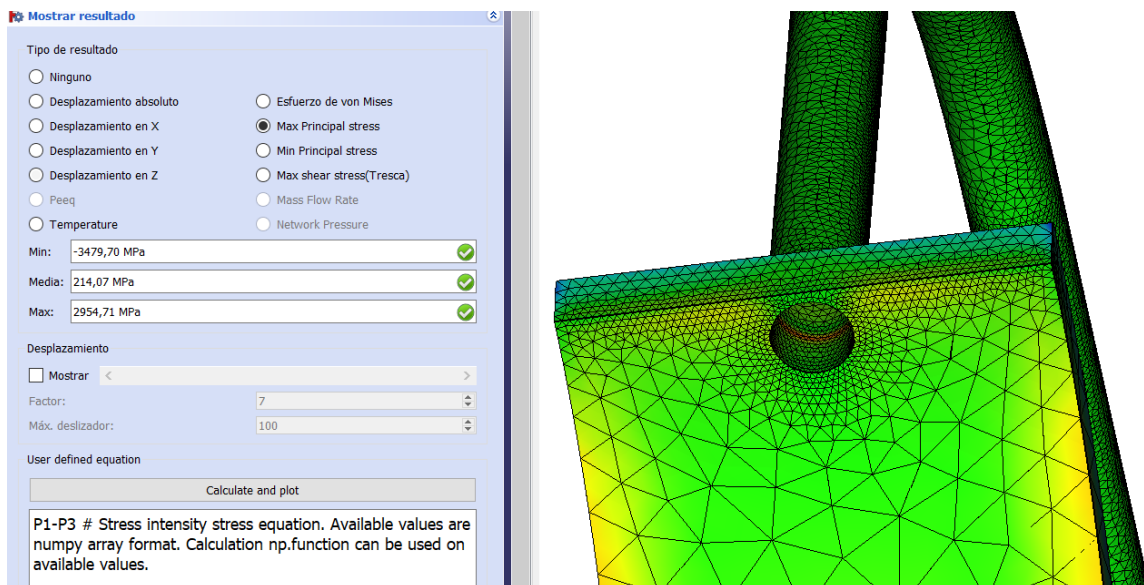 Mostrar resultado
Tipo de resultado
Ninguno
Desplazamiento absoluto Esfuerzo de von Mises
Desplazamiento en X Max Principal stress
Desplazamiento en Y Min Principal stress
Desplazamiento en Z Max shear stress(Tresca)
Peeq Mass Flow Rate
Temperature Network Pressure
Min: -3479,70 MPa
Media: 214,07 MPa
Max: 2954,71 MPa
Desplazamiento
Mostrar
Factor: 7
Máx. deslizador: 100
User defined equation
Calculate and plot
P1-P3 # Stress intensity stress equation. Available values are
numpy array format. Calculation np.function can be used on
available values.